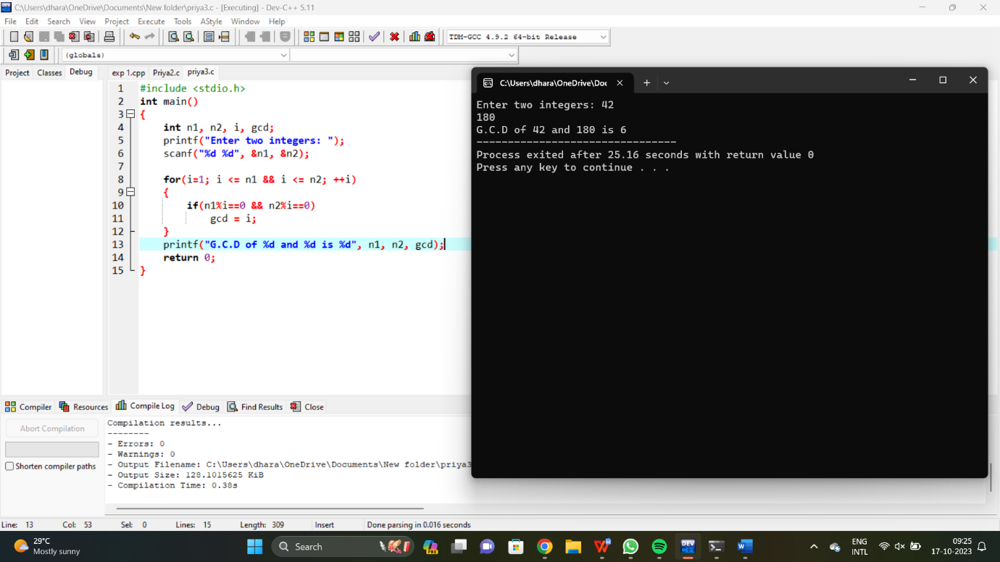 C:\Users\dhara\OneDrive\Documents\New folder\priya3.c - [Executing] - Dev-C++ 5.11
File Edit Search View Project Execute Tools AStyle Window Help
TDM-GCC 4.9.2 64-bit Release
(globals)
Project Classes Debug
exp 1.cpp Priya2.c priya3.c
1 #include <stdio.h>
2 int main()
3 {
4 int n1, n2, i, gcd;
5 printf("Enter two integers: ");
6 scanf("%d %d", &n1, &n2);
7
8 for(i=1; i <= n1 && i <= n2; ++i)
9 {
10 if(n1%i==0 && n2%i==0)
11 gcd = i;
12 }
13 printf("G.C.D of %d and %d is %d", n1, n2, gcd);
14 return 0;
15 }
C:\Users\dhara\OneDrive\Doc
Enter two integers: 42
180
G.C.D of 42 and 180 is 6
--------------------------------
Process exited after 25.16 seconds with return value 0
Press any key to continue . . .
Compiler Resources Compile Log Debug Find Results Close
Abort Compilation
Shorten compiler paths
Compilation results...
--------
- Errors: 0
- Warnings: 0
- Output Filename: C:\Users\dhara\OneDrive\Documents\New folder\priya3
- Output Size: 128.1015625 KiB
- Compilation Time: 0.38s
Line: 13 Col: 53 Sel: 0 Lines: 15 Length: 309 Insert Done parsing in 0.016 seconds
29°C
Mostly sunny
Search
PRE
DEV
ENG
INTL
09:25
17-10-2023